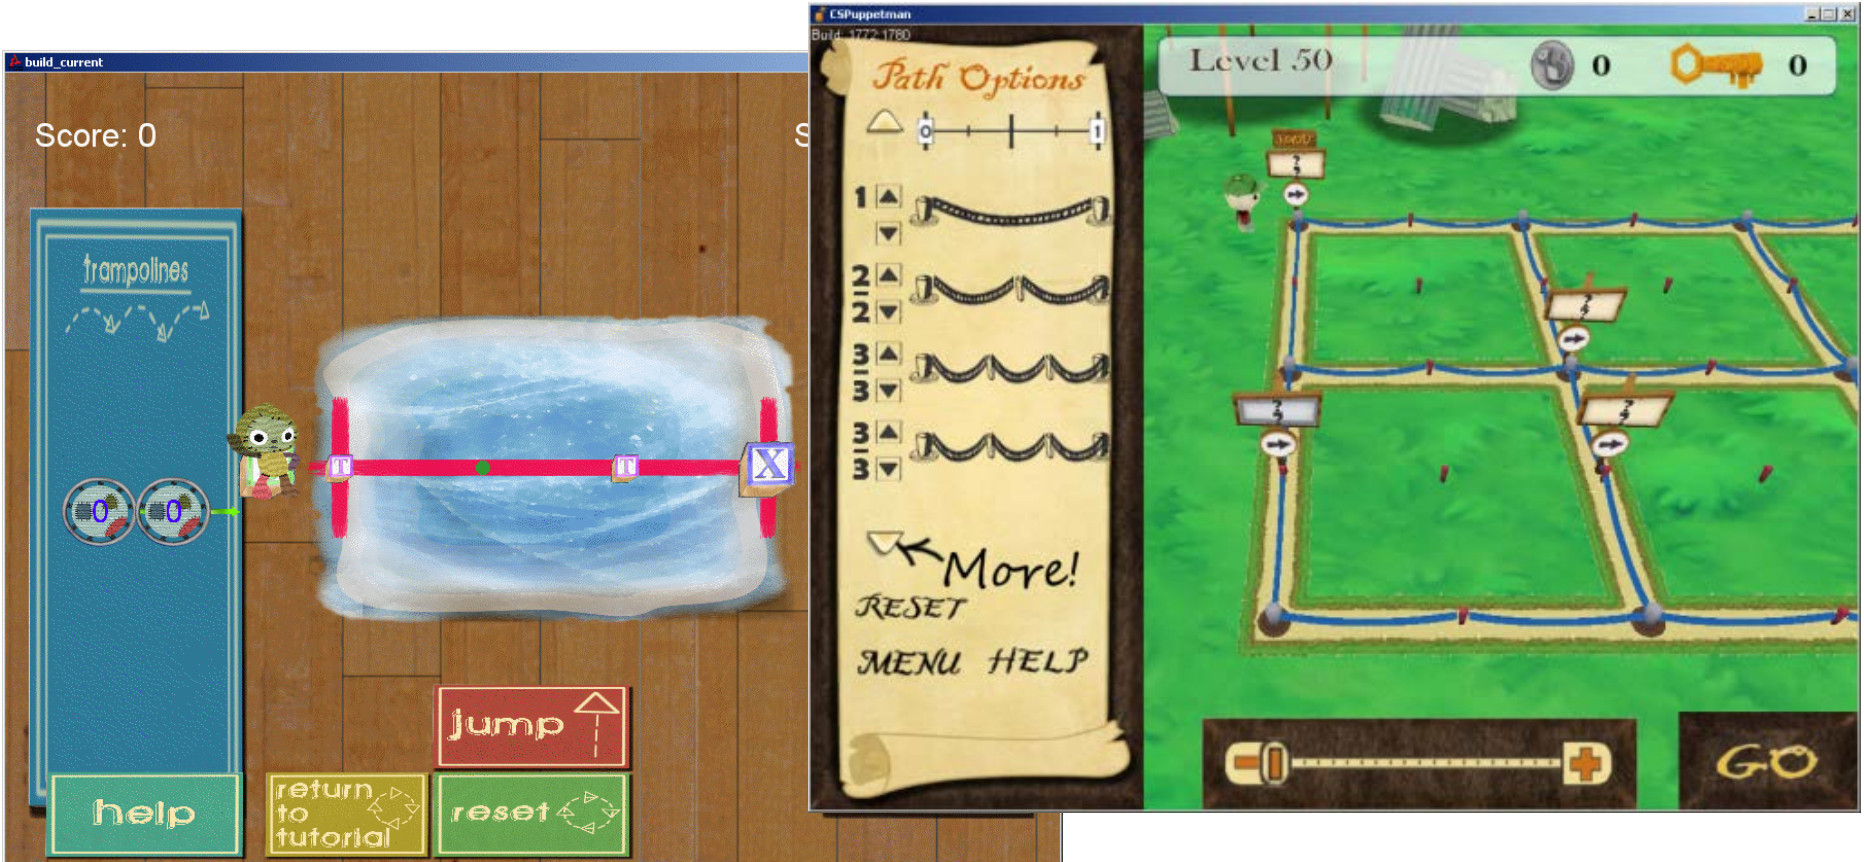 build_current
Score: 0
S
trampolines
0 0
T
T
X
jump
help
return
to
tutorial
reset
CSPuppetman
Build 1772:1780
Path Options
0 1
1
2
2
3
3
3
3
More!
RESET
MENU HELP
Level 50
0
0
?
?
?
?
GO